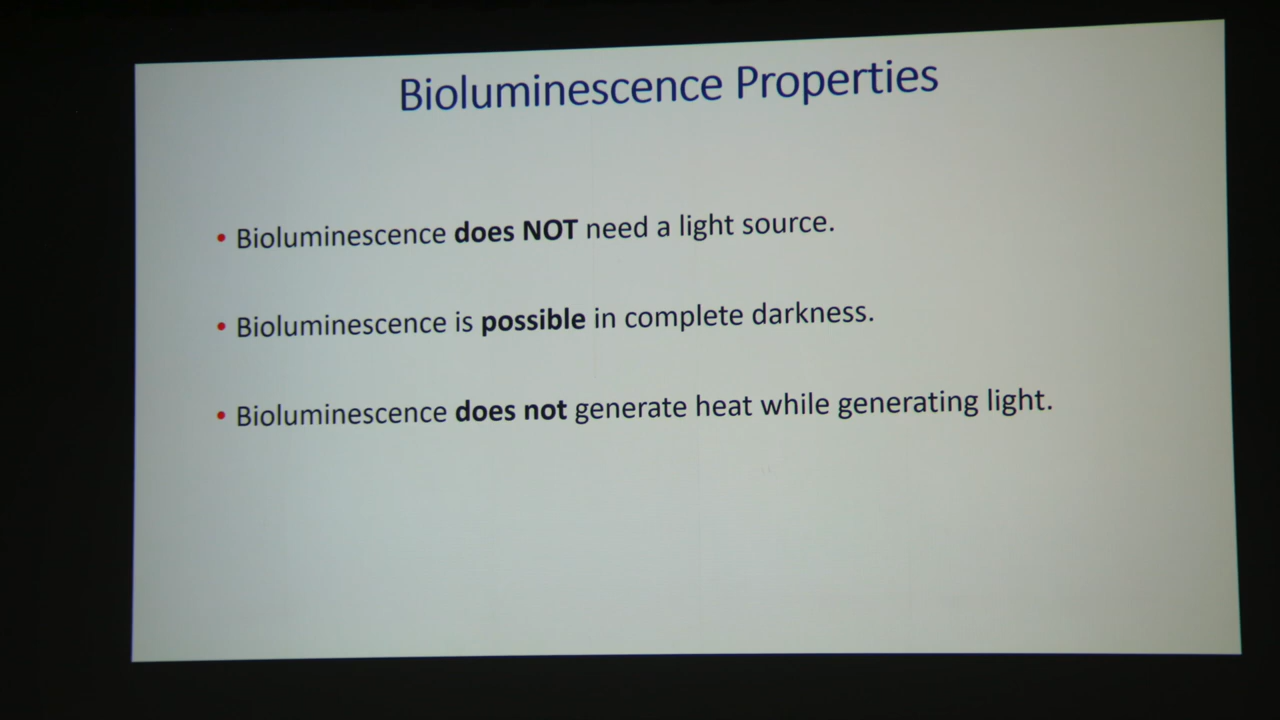 Bioluminescence Properties
• Bioluminescence does NOT need a light source.
• Bioluminescence is possible in complete darkness.
• Bioluminescence does not generate heat while generating light.